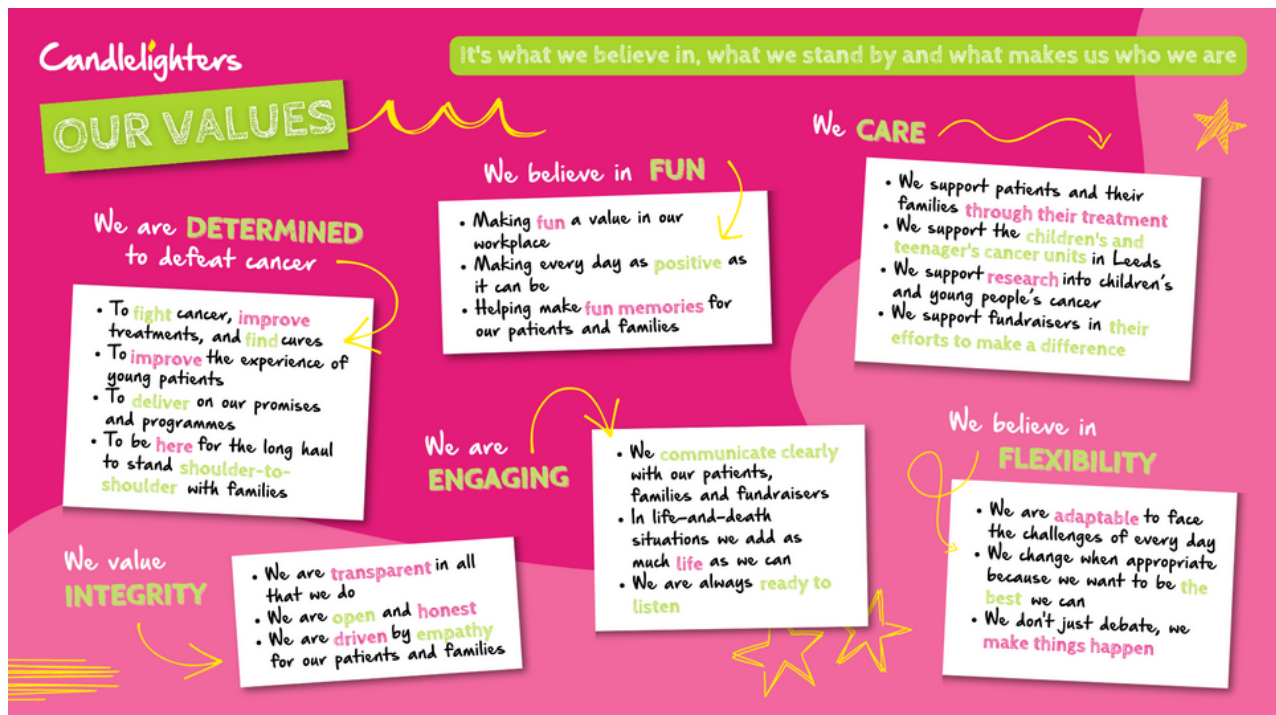 Candlelighters
It's what we believe in, what we stand by and what makes us who we are
OUR VALUES
We are DETERMINED
to defeat cancer
• To fight cancer, improve
treatments, and find cures
• To improve the experience of
young patients
• To deliver on our promises
and programmes
• To be here for the long haul
to stand shoulder-to-
shoulder with families
We believe in FUN
• Making fun a value in our
workplace
• Making every day as positive as
it can be
• Helping make fun memories for
our patients and families
We CARE
• We support patients and their
families through their treatment
• We support the children's and
teenager's cancer units in Leeds
• We support research into children's
and young people's cancer
• We support fundraisers in their
efforts to make a difference
We value
INTEGRITY
• We are transparent in all
that we do
• We are open and honest
• We are driven by empathy
for our patients and families
We are
ENGAGING
• We communicate clearly
with our patients,
families and fundraisers
• In life-and-death
situations we add as
much life as we can
• We are always ready to
listen
We believe in
FLEXIBILITY
• We are adaptable to face
the challenges of every day
• We change when appropriate
because we want to be the
best we can
• We don't just debate, we
make things happen